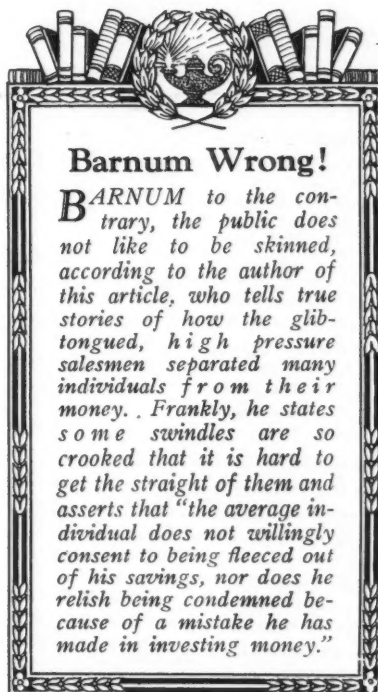 Barnum Wrong!
BARNUM to the con-
trary, the public does
not like to be skinned,
according to the author of
this article, who tells true
stories of how the glib-
tongued, high pressure
salesmen separated many
individuals from their
money. . Frankly, he states
some swindles are so
crooked that it is hard to
get the straight of them and
asserts that "the average in-
dividual does not willingly
consent to being fleeced out
of his savings, nor does he
relish being condemned be-
cause of a mistake he has
made in investing money."